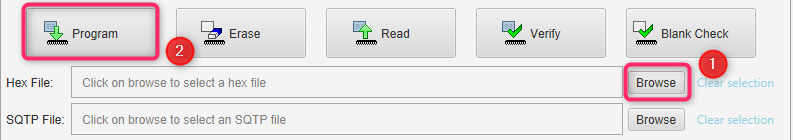 Program Erase Read Verify Blank Check
2 1
Hex File: Click on browse to select a hex file Browse Clear selection
SQTP File: Click on browse to select an SQTP file Browse Clear selection